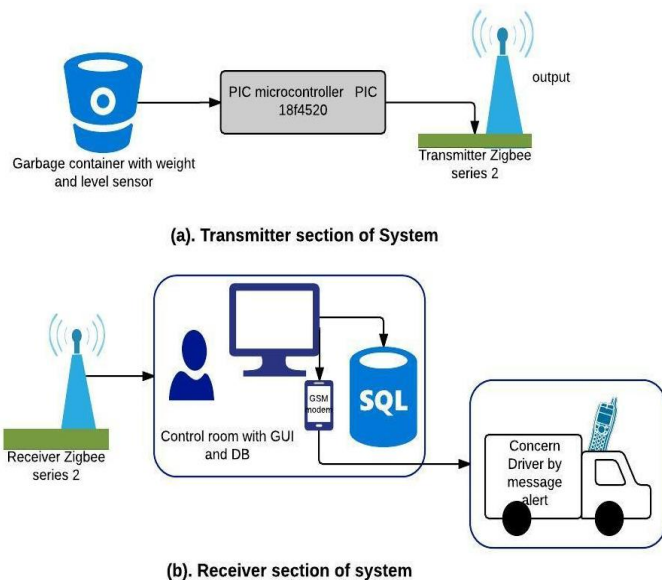 PIC microcontroller PIC
18f4520
output
Garbage container with weight
and level sensor
Transmitter Zigbee
series 2
(a). Transmitter section of System
GSM
modem
SQL
Control room with GUI
and DB
Receiver Zigbee
series 2
Concern
Driver by
message
alert
(b). Receiver section of system